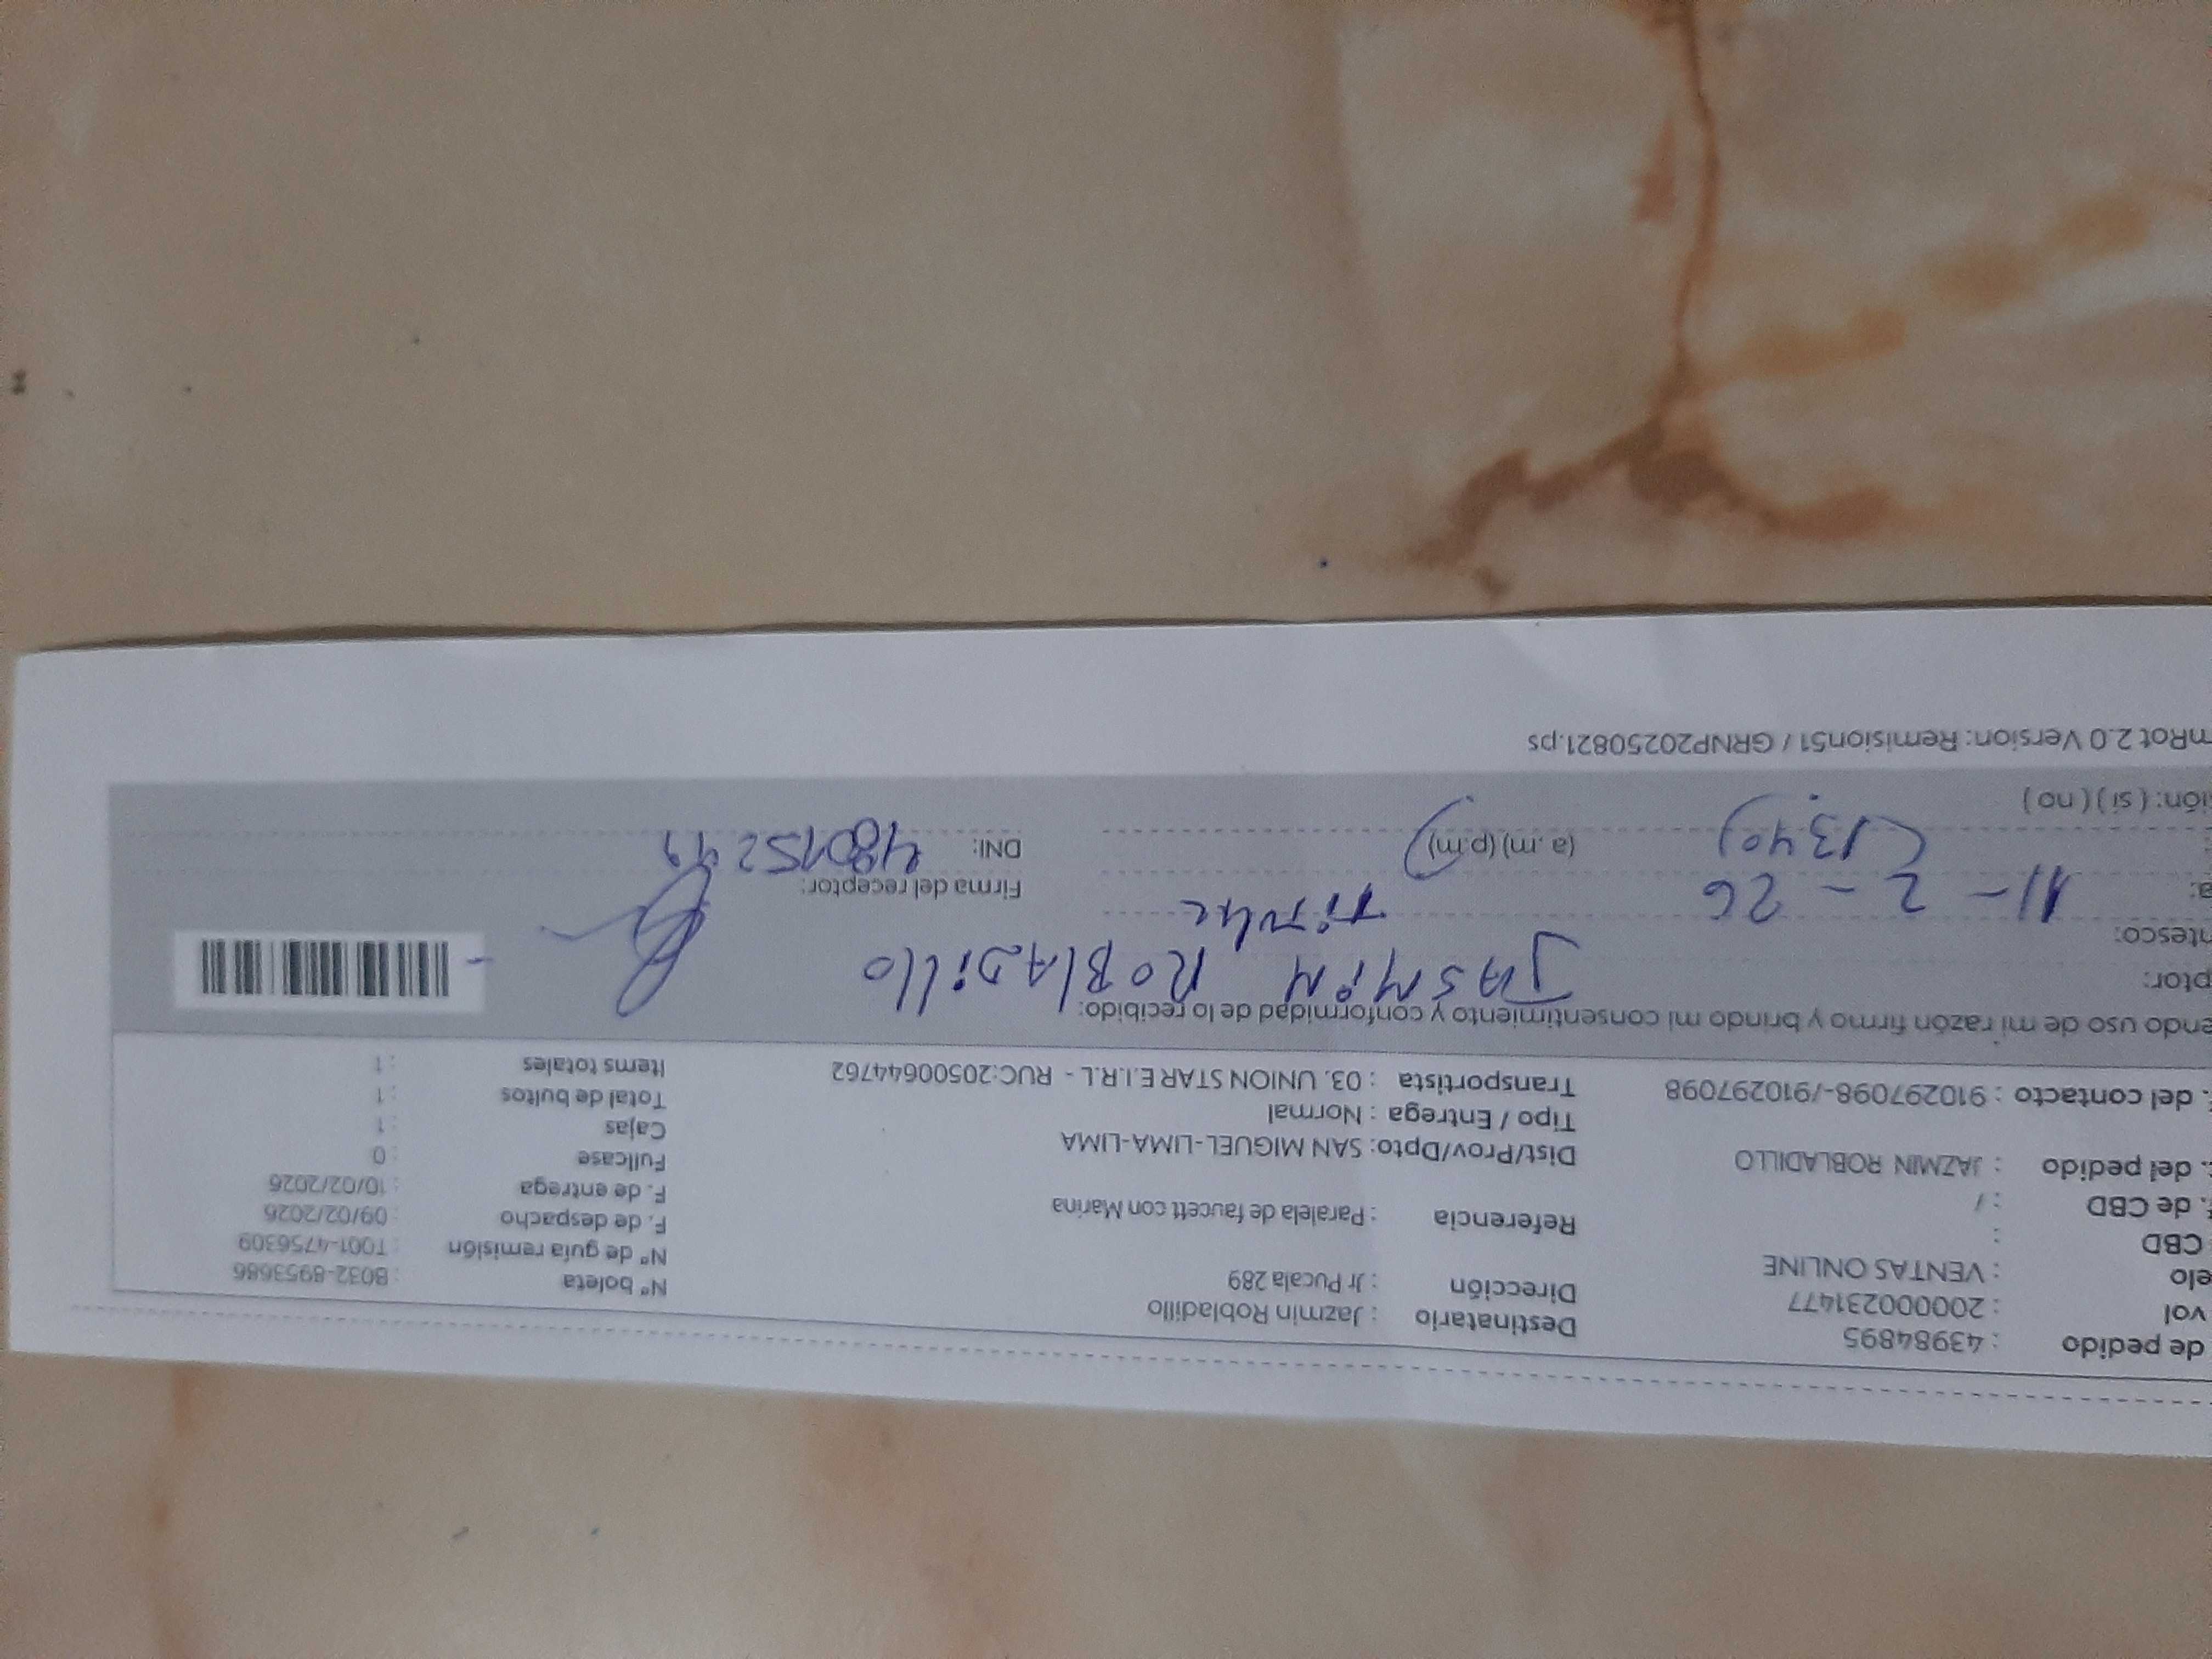 de pedido : 43984895 Destinatario : Jazmin Robladillo Nº boleta : B032-8953686
vol : 200000231477 Dirección : Jr Pucala 289 Nº de guía remisión : T001-4756309
elo : VENTAS ONLINE F. de despacho : 09/02/2026
CBD : Referencia : Paralela de faucett con Marina F. de entrega : 10/02/2026
. de CBD : / Fullcase : 0
. del pedido : JAZMIN ROBLADILLO Dist/Prov/Dpto: SAN MIGUEL-LIMA-LIMA Cajas : 1
Tipo / Entrega : Normal Total de bultos : 1
. del contacto : 910297098-/910297098 Transportista : 03. UNION STAR E.I.R.L - RUC:20500644762 Items totales : 1
endo uso de mi razón firmo y brindo mi consentimiento y conformidad de lo recibido:
ptor: JASMIN ROBLADILLO
ntesco: Titular
a: 11-2-26 Firma del receptor:
: (1340) (a.m) (p.m) DNI:
ión: ( si ) ( no )
mRot 2.0 Version: Remision51 / GRNP20250821.ps